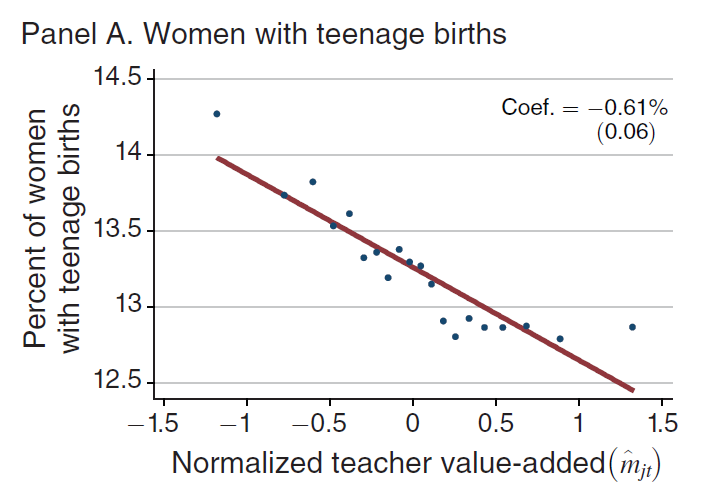 Panel A. Women with teenage births
Percent of women
with teenage births
14.5
14
13.5
13
12.5
Coef. = −0.61%
(0.06)
−1.5 −1 −0.5 0 0.5 1 1.5
Normalized teacher value-added(m̂jt)